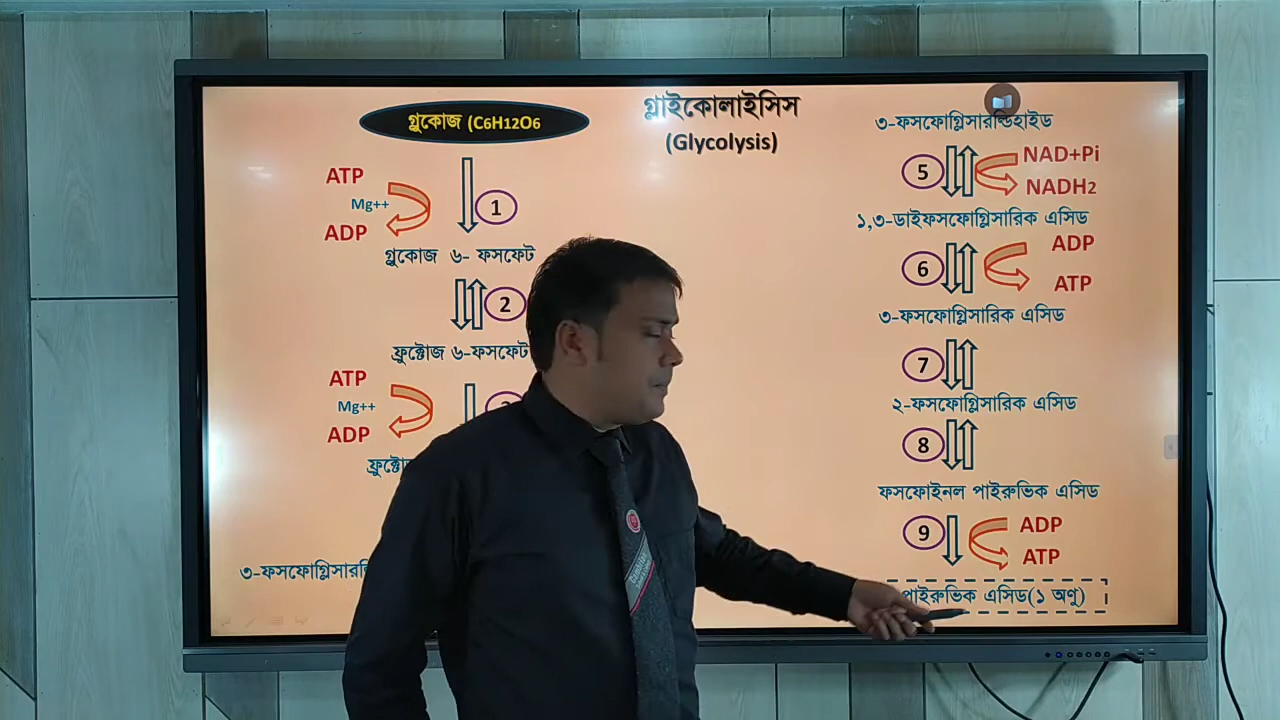 গ্লাইকোলাইসিস
(Glycolysis)
গ্লুকোজ (C6H12O6
ATP
Mg++
ADP
1
গ্লুকোজ ৬- ফসফেট
2
ফ্রুক্টোজ ৬-ফসফেট
ATP
Mg++
ADP
৩-ফসফোগ্লিসারল্ডিহাইড
5
NAD+Pi
NADH2
১,৩-ডাইফসফোগ্লিসারিক এসিড
6
ADP
ATP
৩-ফসফোগ্লিসারিক এসিড
7
২-ফসফোগ্লিসারিক এসিড
8
ফসফোইনল পাইরুভিক এসিড
9
ADP
ATP
পাইরুভিক এসিড(১ অণু)